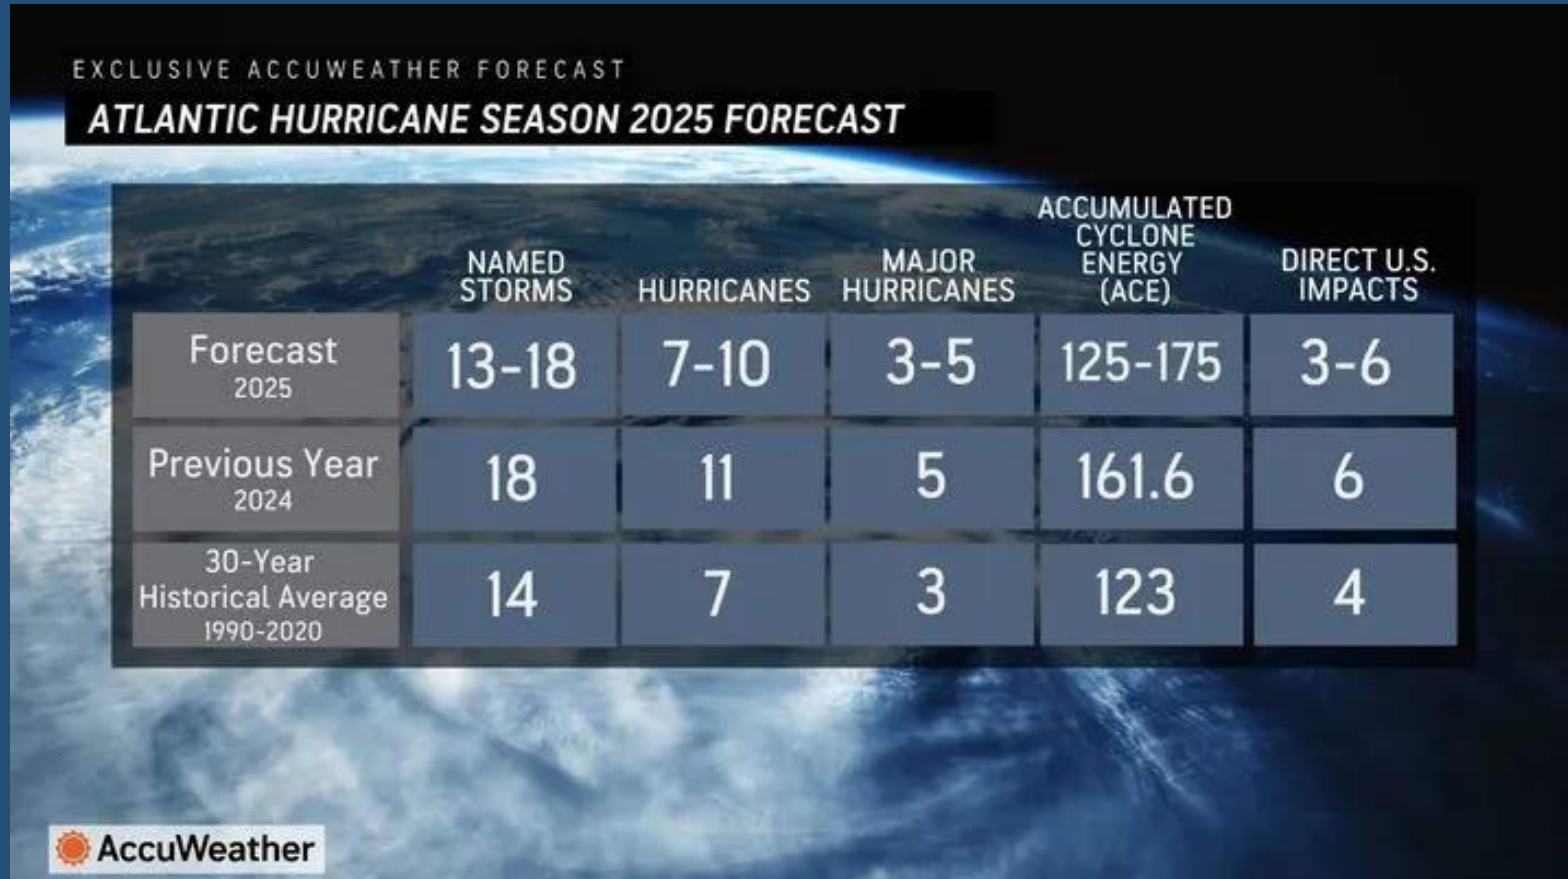 EXCLUSIVE ACCUWEATHER FORECAST
ATLANTIC HURRICANE SEASON 2025 FORECAST
NAMED
STORMS
HURRICANES
MAJOR
HURRICANES
ACCUMULATED
CYCLONE
ENERGY
(ACE)
DIRECT U.S.
IMPACTS
Forecast
2025
13-18
7-10
3-5
125-175
3-6
Previous Year
2024
18
11
5
161.6
6
30-Year
Historical Average
1990-2020
14
7
3
123
4
AccuWeather